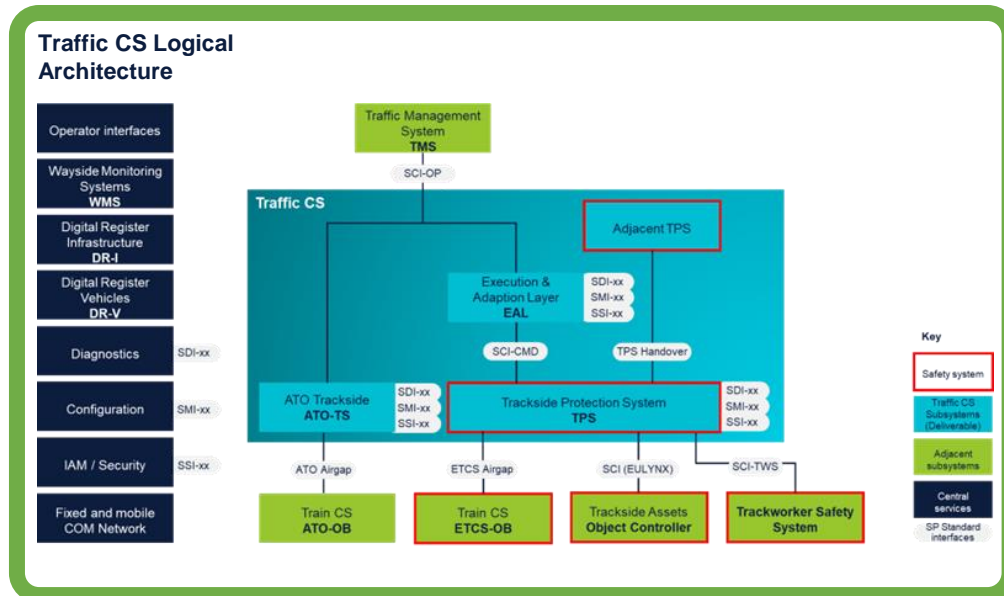 Traffic CS Logical
Architecture
Operator interfaces
Wayside Monitoring
Systems
WMS
Digital Register
Infrastructure
DR-I
Digital Register
Vehicles
DR-V
Diagnostics
SDI-xx
Configuration
SMI-xx
IAM / Security
SSI-xx
Fixed and mobile
COM Network
Traffic Management
System
TMS
SCI-OP
Traffic CS
Adjacent TPS
Execution &
Adaption Layer
EAL
SDI-xx
SMI-xx
SSI-xx
SCI-CMD
TPS Handover
ATO Trackside
ATO-TS
SDI-xx
SMI-xx
SSI-xx
Trackside Protection System
TPS
SDI-xx
SMI-xx
SSI-xx
ATO Airgap
ETCS Airgap
SCI (EULYNX)
SCI-TWS
Train CS
ATO-OB
Train CS
ETCS-OB
Trackside Assets
Object Controller
Trackworker Safety
System
Key
Safety system
Traffic CS
Subsystems
(Deliverable)
Adjacent
subsystems
Central
services
SP Standard
interfaces